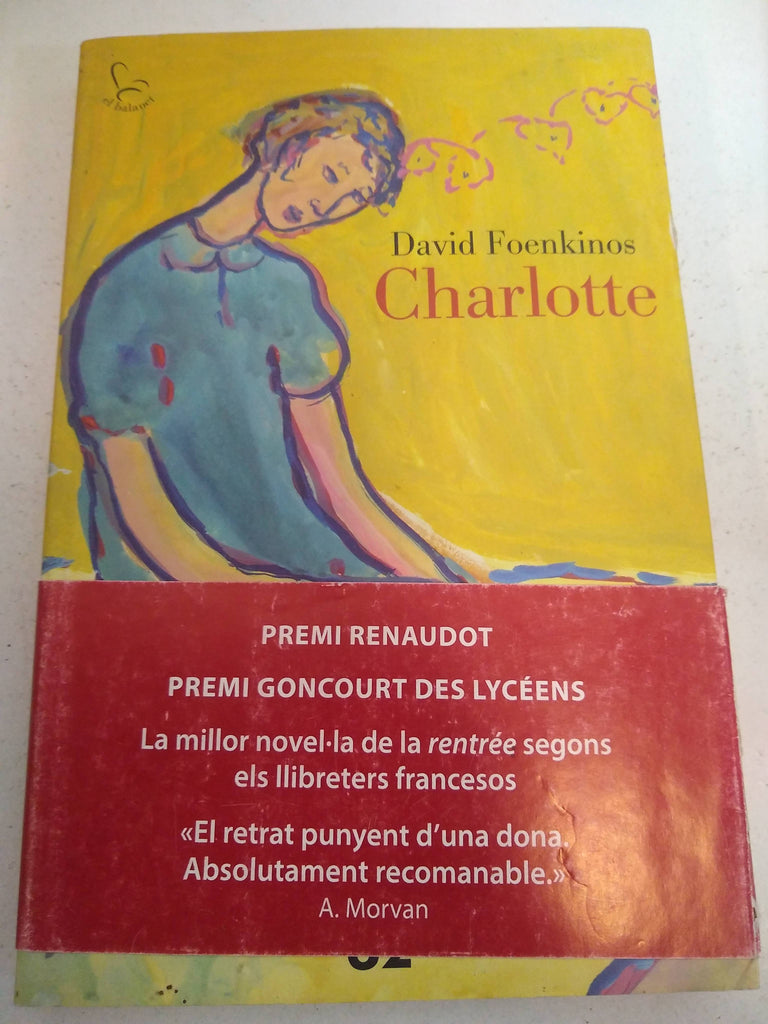 el balancí
David Foenkinos
Charlotte
PREMI RENAUDOT
PREMI GONCOURT DES LYCÉENS
La millor novel·la de la rentrée segons
els llibreters francesos
«El retrat punyent d'una dona.
Absolutament recomanable.»
A. Morvan
62